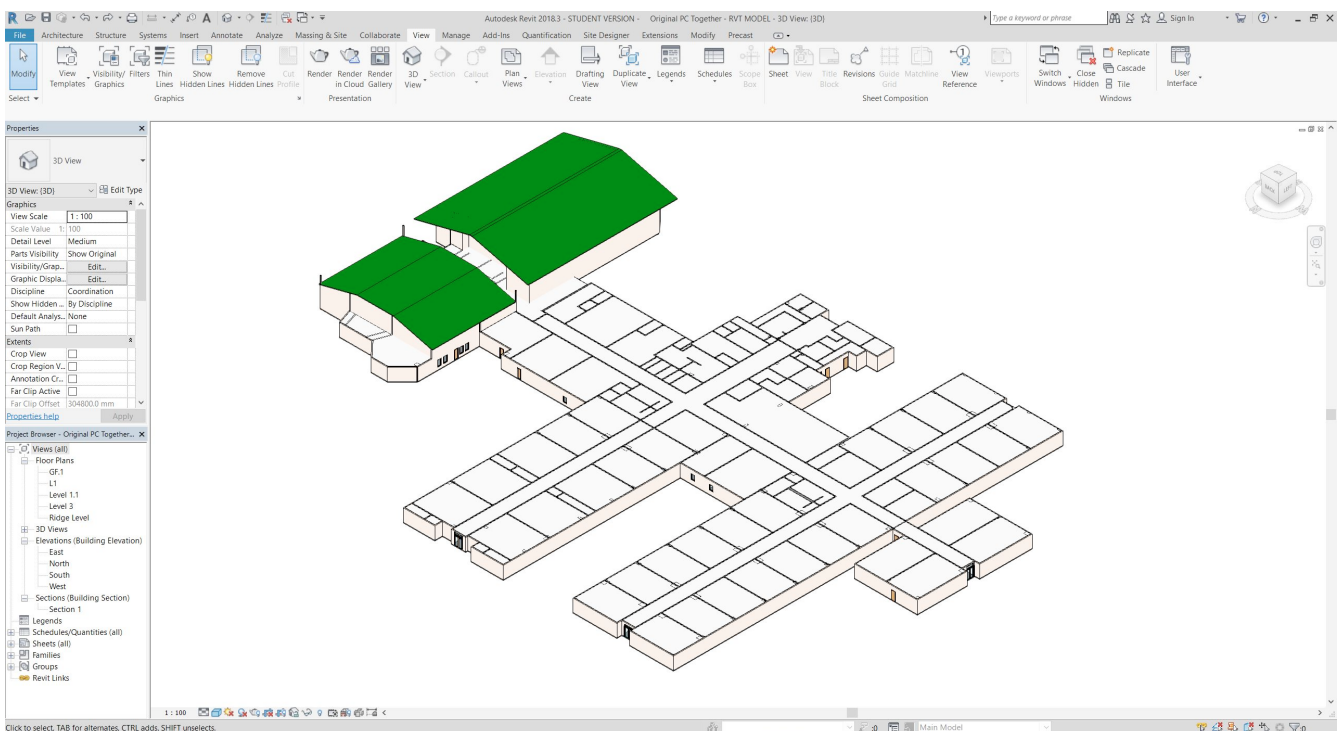 Autodesk Revit 2018.3 - STUDENT VERSION - Original PC Together - RVT MODEL - 3D View: {3D}
Type a keyword or phrase
Sign In
File Architecture Structure Systems Insert Annotate Analyze Massing & Site Collaborate View Manage Add-Ins Quantification Site Designer Extensions Modify Precast
Modify
View Templates
Visibility/ Graphics
Filters
Thin Lines
Show Hidden Lines
Remove Hidden Lines
Cut Profile
Render
Render in Cloud
Render Gallery
3D View
Section
Callout
Plan Views
Elevation
Drafting View
Duplicate View
Legends
Schedules
Scope Box
Sheet
View
Title Block
Revisions
Guide Grid
Matchline
View Reference
Viewports
Switch Windows
Close Hidden
Replicate
Cascade
Tile
User Interface
Select
Graphics
Presentation
Create
Sheet Composition
Windows
Properties
3D View
3D View: {3D}
Edit Type
Graphics
View Scale 1 : 100
Scale Value 1: 100
Detail Level Medium
Parts Visibility Show Original
Visibility/Grap... Edit...
Graphic Displa... Edit...
Discipline Coordination
Show Hidden ... By Discipline
Default Analys... None
Sun Path
Extents
Crop View
Crop Region V...
Annotation Cr...
Far Clip Active
Far Clip Offset 304800.0 mm
Properties help
Apply
Project Browser - Original PC Together...
Views (all)
Floor Plans
GF.1
L1
Level 1.1
Level 3
Ridge Level
3D Views
Elevations (Building Elevation)
East
North
South
West
Sections (Building Section)
Section 1
Legends
Schedules/Quantities (all)
Sheets (all)
Families
Groups
Revit Links
1 : 100
Click to select, TAB for alternates, CTRL adds, SHIFT unselects.
:0
Main Model
:0